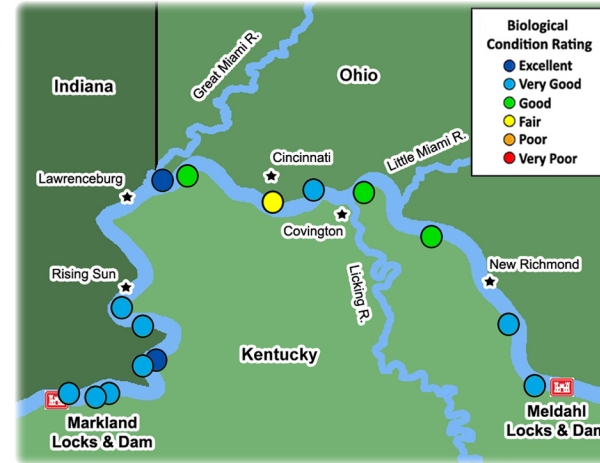 Biological
Condition Rating
Excellent
Very Good
Good
Fair
Poor
Very Poor
Indiana
Ohio
Great Miami R.
Little Miami R.
Cincinnati
Lawrenceburg
Covington
New Richmond
Rising Sun
Licking R.
Kentucky
Markland
Locks & Dam
Meldahl
Locks & Dam